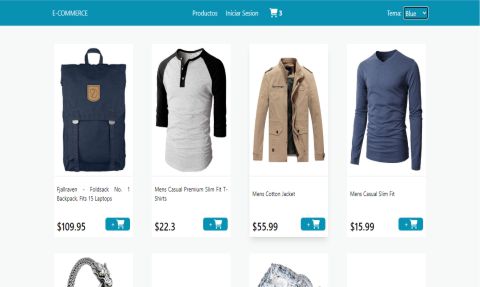 E-COMMERCE
Productos Iniciar Sesion 3
Tema: Blue
Fjallraven - Foldsack No. 1
Backpack, Fits 15 Laptops
$109.95
+
Mens Casual Premium Slim Fit T-
Shirts
$22.3
+
Mens Cotton Jacket
$55.99
+
Mens Casual Slim Fit
$15.99
+